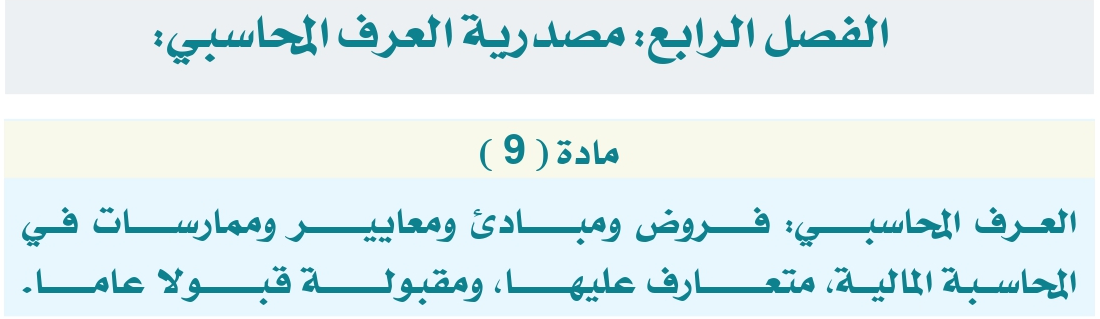 الفصل الرابع: مصدرية العرف المحاسبي:
مادة ( 9 )
العرف المحاسبي: فروض ومبادئ ومعايير وممارسات في
المحاسبة المالية، متعارف عليها، ومقبولة قبولا عاما.